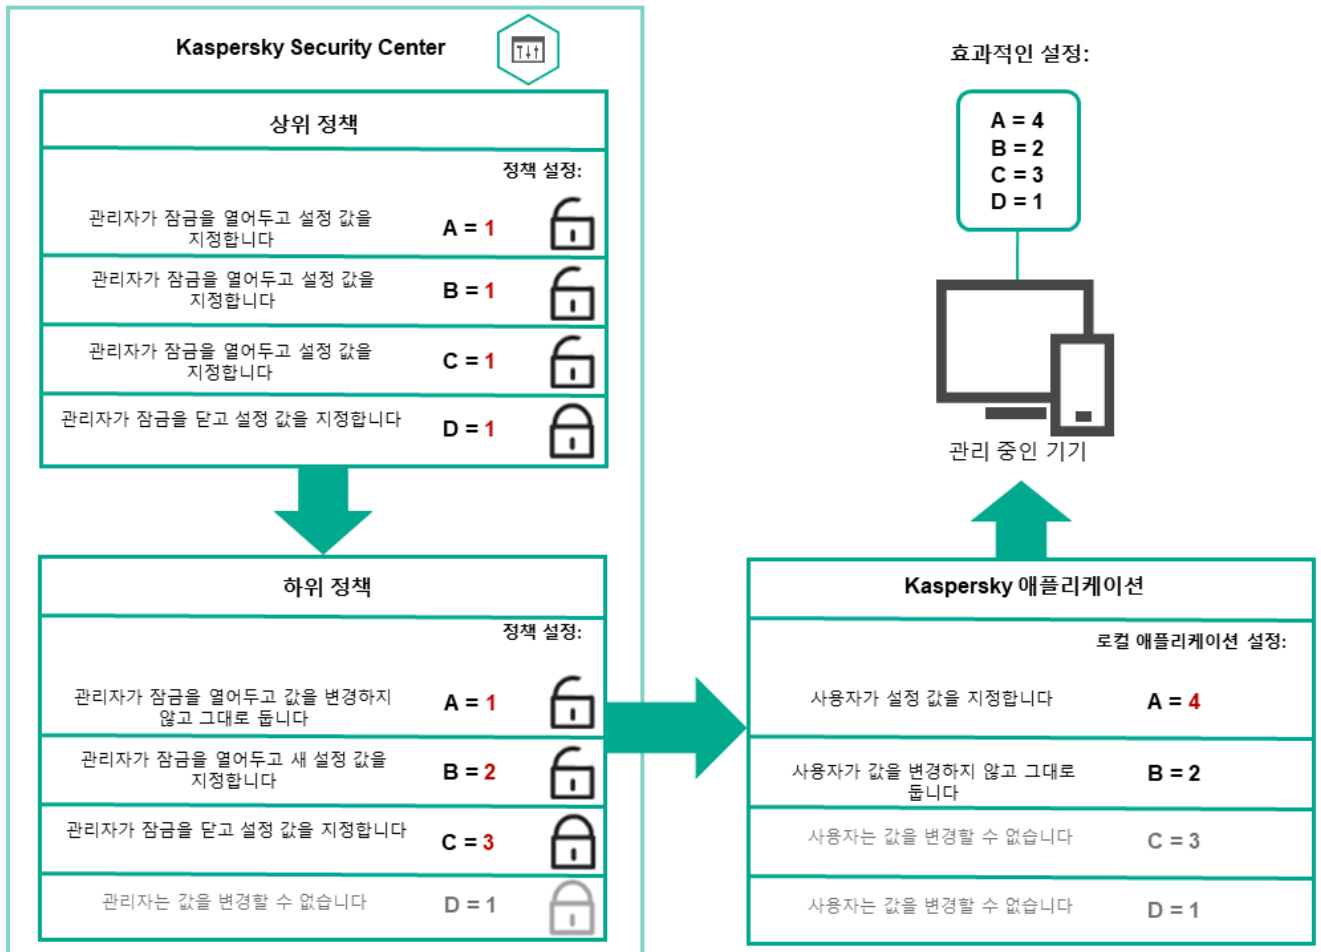 Kaspersky Security Center
상위 정책
정책 설정:
관리자가 잠금을 열어두고 설정 값을
지정합니다
A = 1
관리자가 잠금을 열어두고 설정 값을
지정합니다
B = 1
관리자가 잠금을 열어두고 설정 값을
지정합니다
C = 1
관리자가 잠금을 닫고 설정 값을 지정합니다
D = 1
하위 정책
정책 설정:
관리자가 잠금을 열어두고 값을 변경하지
않고 그대로 둡니다
A = 1
관리자가 잠금을 열어두고 새 설정 값을
지정합니다
B = 2
관리자가 잠금을 닫고 설정 값을 지정합니다
C = 3
관리자는 값을 변경할 수 없습니다
D = 1
효과적인 설정:
A = 4
B = 2
C = 3
D = 1
관리 중인 기기
Kaspersky 애플리케이션
로컬 애플리케이션 설정:
사용자가 설정 값을 지정합니다
A = 4
사용자가 값을 변경하지 않고 그대로
둡니다
B = 2
사용자는 값을 변경할 수 없습니다
C = 3
사용자는 값을 변경할 수 없습니다
D = 1